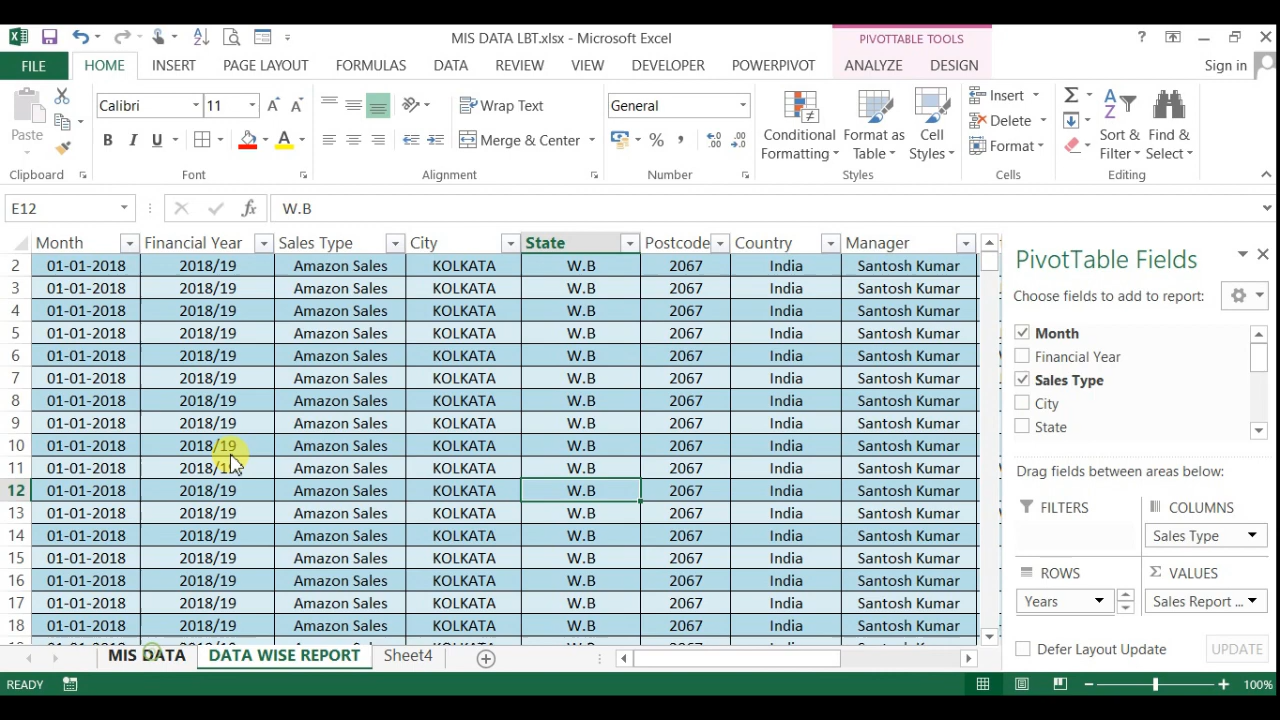 MIS DATA LBT.xlsx - Microsoft Excel
PIVOTTABLE TOOLS
?
FILE HOME INSERT PAGE LAYOUT FORMULAS DATA REVIEW VIEW DEVELOPER POWERPIVOT ANALYZE DESIGN Sign in
Paste
Calibri 11
Wrap Text
General
Conditional Formatting
Format as Table
Cell Styles
Insert
Delete
Format
Sort & Filter
Find & Select
B I U
Merge & Center
%
Clipboard Font Alignment Number Styles Cells Editing
E12 fx W.B
Month Financial Year Sales Type City State Postcode Country Manager
2 01-01-2018 2018/19 Amazon Sales KOLKATA W.B 2067 India Santosh Kumar
3 01-01-2018 2018/19 Amazon Sales KOLKATA W.B 2067 India Santosh Kumar
4 01-01-2018 2018/19 Amazon Sales KOLKATA W.B 2067 India Santosh Kumar
5 01-01-2018 2018/19 Amazon Sales KOLKATA W.B 2067 India Santosh Kumar
6 01-01-2018 2018/19 Amazon Sales KOLKATA W.B 2067 India Santosh Kumar
7 01-01-2018 2018/19 Amazon Sales KOLKATA W.B 2067 India Santosh Kumar
8 01-01-2018 2018/19 Amazon Sales KOLKATA W.B 2067 India Santosh Kumar
9 01-01-2018 2018/19 Amazon Sales KOLKATA W.B 2067 India Santosh Kumar
10 01-01-2018 2018/19 Amazon Sales KOLKATA W.B 2067 India Santosh Kumar
11 01-01-2018 2018/19 Amazon Sales KOLKATA W.B 2067 India Santosh Kumar
12 01-01-2018 2018/19 Amazon Sales KOLKATA W.B 2067 India Santosh Kumar
13 01-01-2018 2018/19 Amazon Sales KOLKATA W.B 2067 India Santosh Kumar
14 01-01-2018 2018/19 Amazon Sales KOLKATA W.B 2067 India Santosh Kumar
15 01-01-2018 2018/19 Amazon Sales KOLKATA W.B 2067 India Santosh Kumar
16 01-01-2018 2018/19 Amazon Sales KOLKATA W.B 2067 India Santosh Kumar
17 01-01-2018 2018/19 Amazon Sales KOLKATA W.B 2067 India Santosh Kumar
18 01-01-2018 2018/19 Amazon Sales KOLKATA W.B 2067 India Santosh Kumar
PivotTable Fields
Choose fields to add to report:
Month
Financial Year
Sales Type
City
State
Drag fields between areas below:
FILTERS COLUMNS
Sales Type
ROWS VALUES
Years Sales Report ...
Defer Layout Update UPDATE
MIS DATA DATA WISE REPORT Sheet4
READY 100%